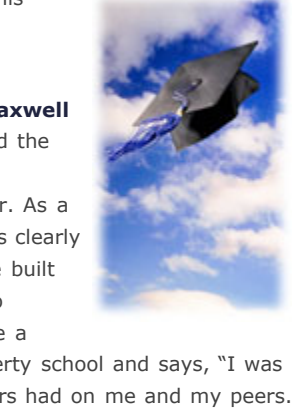 axwell
d the
r. As a
s clearly
built
e a
erty school and says, “I was
rs had on me and my peers.